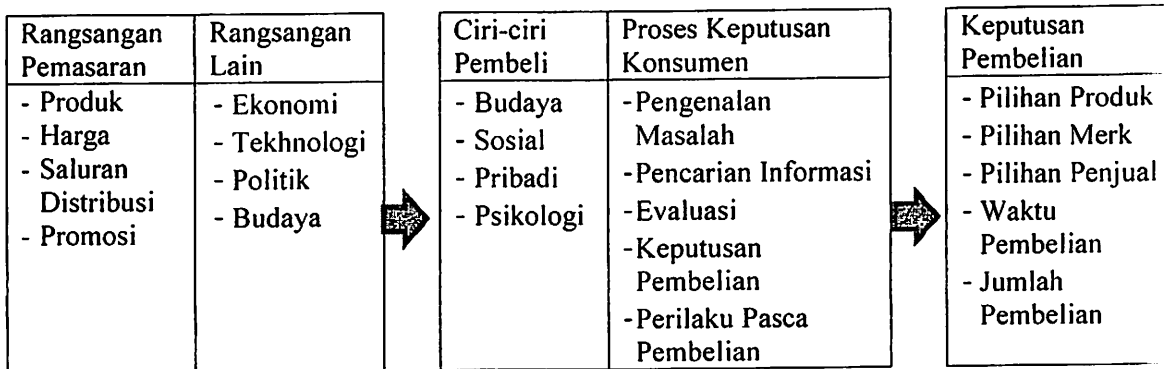 Rangsangan
Pemasaran
- Produk
- Harga
- Saluran
Distribusi
- Promosi
Rangsangan
Lain
- Ekonomi
- Tekhnologi
- Politik
- Budaya
Ciri-ciri
Pembeli
- Budaya
- Sosial
- Pribadi
- Psikologi
Proses Keputusan
Konsumen
-Pengenalan
Masalah
-Pencarian Informasi
-Evaluasi
-Keputusan
Pembelian
-Perilaku Pasca
Pembelian
Keputusan
Pembelian
- Pilihan Produk
- Pilihan Merk
- Pilihan Penjual
- Waktu
Pembelian
- Jumlah
Pembelian